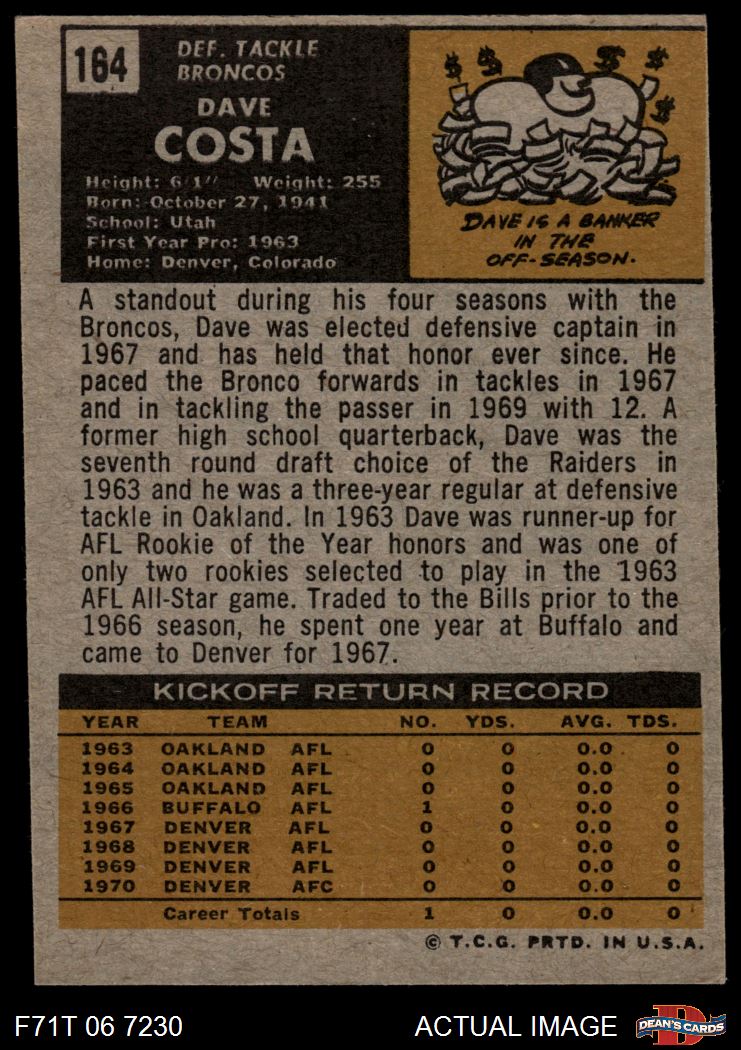 164
DEF. TACKLE
BRONCOS
DAVE
COSTA
Height: 6'1" Weight: 255
Born: October 27, 1941
School: Utah
First Year Pro: 1963
Home: Denver, Colorado
$ $ $ $ $
DAVE IS A BANKER
IN THE
OFF-SEASON.
A standout during his four seasons with the
Broncos, Dave was elected defensive captain in
1967 and has held that honor ever since. He
paced the Bronco forwards in tackles in 1967
and in tackling the passer in 1969 with 12. A
former high school quarterback, Dave was the
seventh round draft choice of the Raiders in
1963 and he was a three-year regular at defensive
tackle in Oakland. In 1963 Dave was runner-up for
AFL Rookie of the Year honors and was one of
only two rookies selected to play in the 1963
AFL All-Star game. Traded to the Bills prior to the
1966 season, he spent one year at Buffalo and
came to Denver for 1967.
KICKOFF RETURN RECORD
YEAR TEAM NO. YDS. AVG. TDS.
1963 OAKLAND AFL 0 0 0.0 0
1964 OAKLAND AFL 0 0 0.0 0
1965 OAKLAND AFL 0 0 0.0 0
1966 BUFFALO AFL 1 0 0.0 0
1967 DENVER AFL 0 0 0.0 0
1968 DENVER AFL 0 0 0.0 0
1969 DENVER AFL 0 0 0.0 0
1970 DENVER AFC 0 0 0.0 0
Career Totals 1 0 0.0 0
© T.C.G. PRTD. IN U.S.A.
F71T 06 7230 ACTUAL IMAGE D DEAN'S CARDS